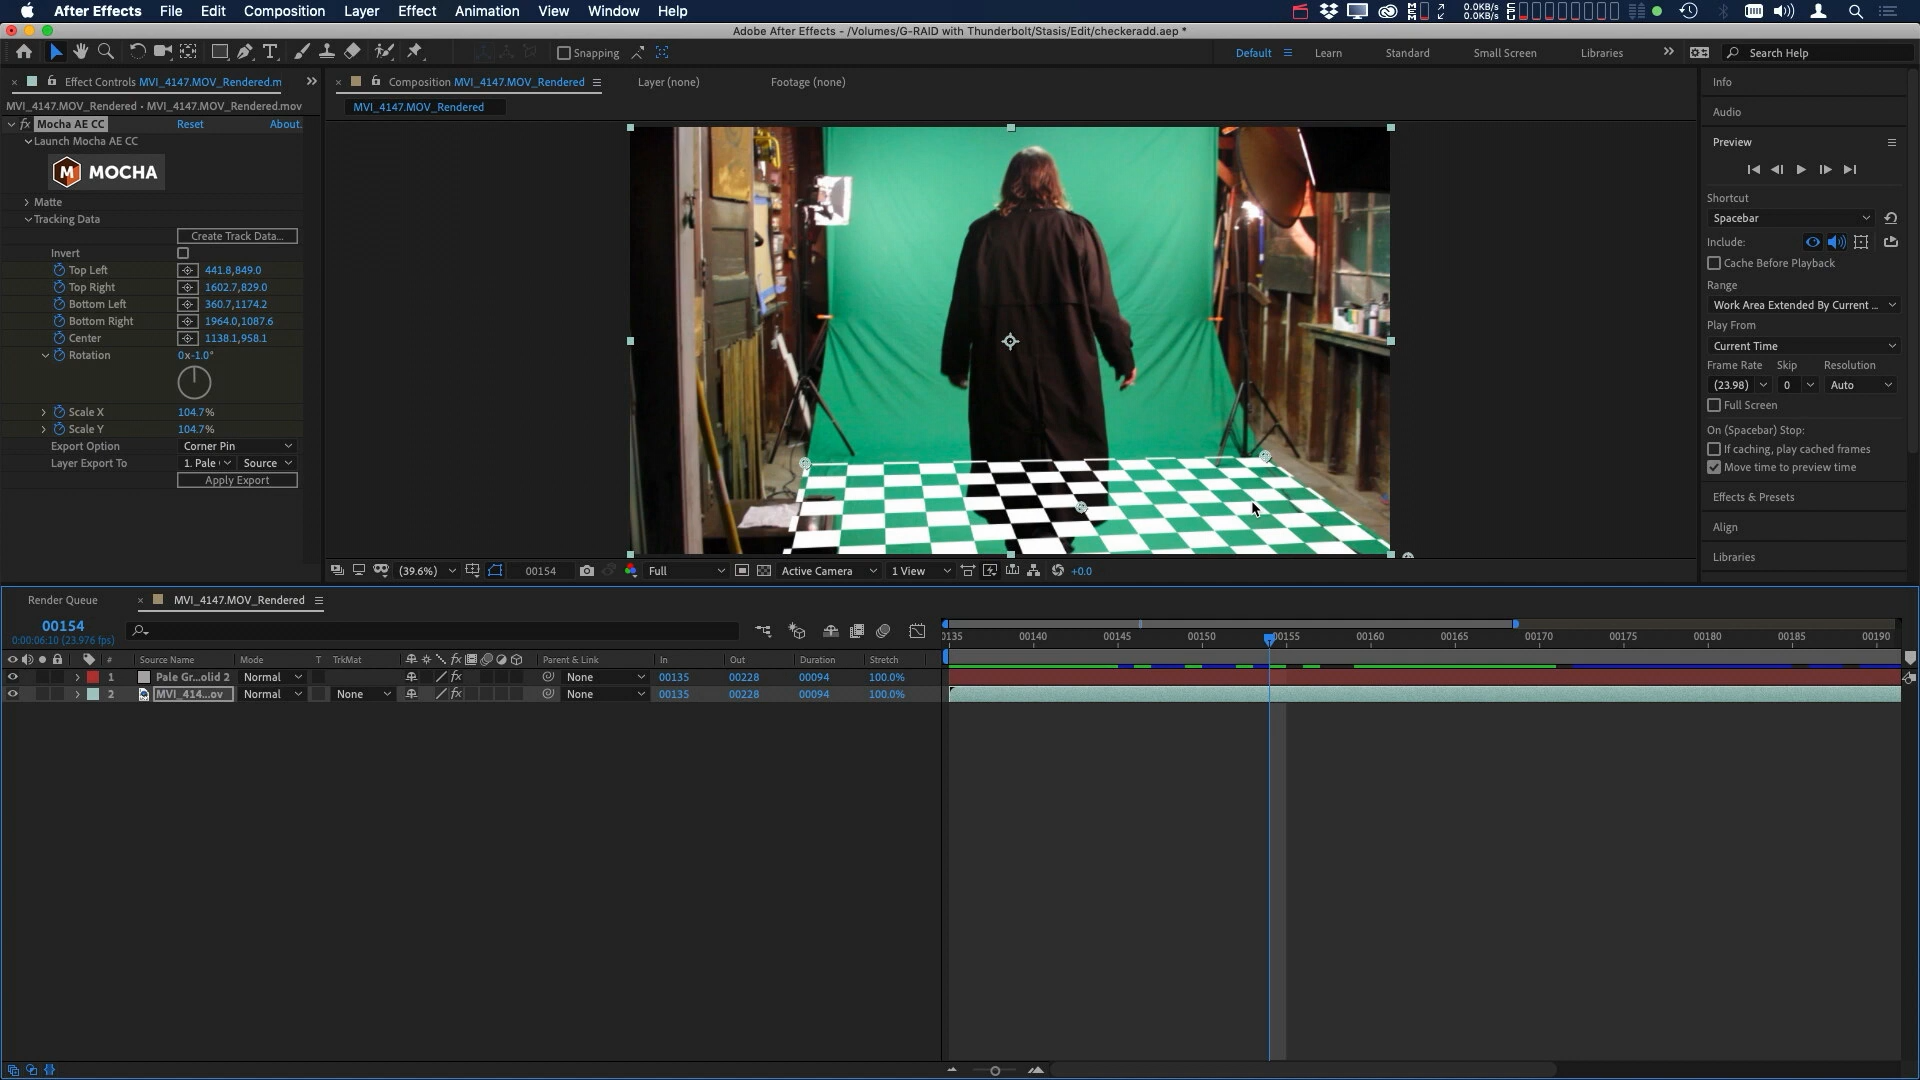 After Effects File Edit Composition Layer Effect Animation View Window Help 0.0KB/s 0.0KB/s
Adobe After Effects - /Volumes/G-RAID with Thunderbolt/Stasis/Edit/checkeradd.aep *
Snapping Default Learn Standard Small Screen Libraries Search Help
Effect Controls MVI_4147.MOV_Rendered.m
Composition MVI_4147.MOV_Rendered Layer (none) Footage (none)
MVI_4147.MOV_Rendered • MVI_4147.MOV_Rendered.mov
MVI_4147.MOV_Rendered
fx Mocha AE CC Reset About.
Launch Mocha AE CC
M MOCHA
Matte
Tracking Data
Create Track Data...
Invert
Top Left 441.8,849.0
Top Right 1602.7,829.0
Bottom Left 360.7,1174.2
Bottom Right 1964.0,1087.6
Center 1138.1,958.1
Rotation 0x-1.0°
Scale X 104.7%
Scale Y 104.7%
Export Option Corner Pin
Layer Export To 1. Pale Source
Apply Export
Info
Audio
Preview
Shortcut
Spacebar
Include:
Cache Before Playback
Range
Work Area Extended By Current ...
Play From
Current Time
Frame Rate Skip Resolution
(23.98) 0 Auto
Full Screen
On (Spacebar) Stop:
If caching, play cached frames
Move time to preview time
Effects & Presets
Align
Libraries
(39.6%) 00154 Full Active Camera 1 View +0.0
Render Queue MVI_4147.MOV_Rendered
00154
0:00:06:10 (23.976 fps)
0135 00140 00145 00150 00155 00160 00165 00170 00175 00180 00185 00190
# Source Name Mode T TrkMat fx Parent & Link In Out Duration Stretch
1 Pale Gr...olid 2 Normal fx None 00135 00228 00094 100.0%
2 MVI_414...ov Normal None fx None 00135 00228 00094 100.0%